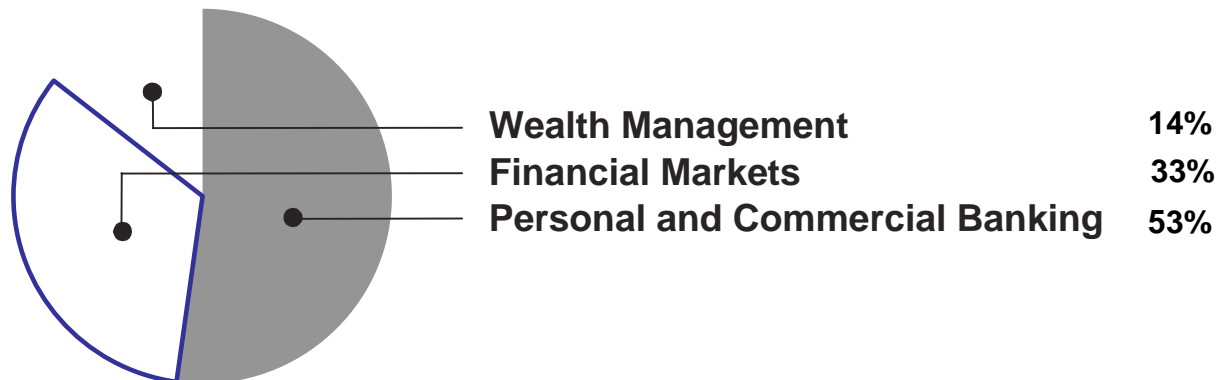 Wealth Management 14%
Financial Markets 33%
Personal and Commercial Banking 53%